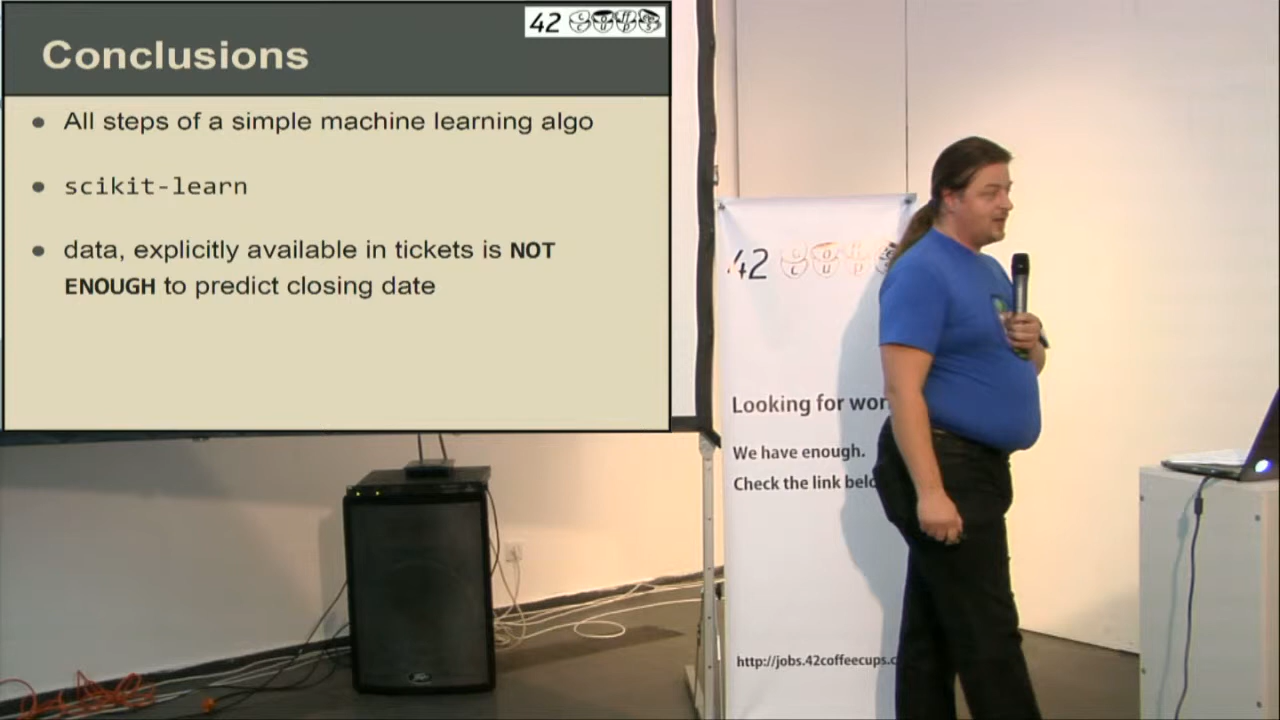 42
Conclusions
All steps of a simple machine learning algo
scikit-learn
data, explicitly available in tickets is NOT
ENOUGH to predict closing date
42
Looking for wor
We have enough.
Check the link belo
http://jobs.42coffeecups.c